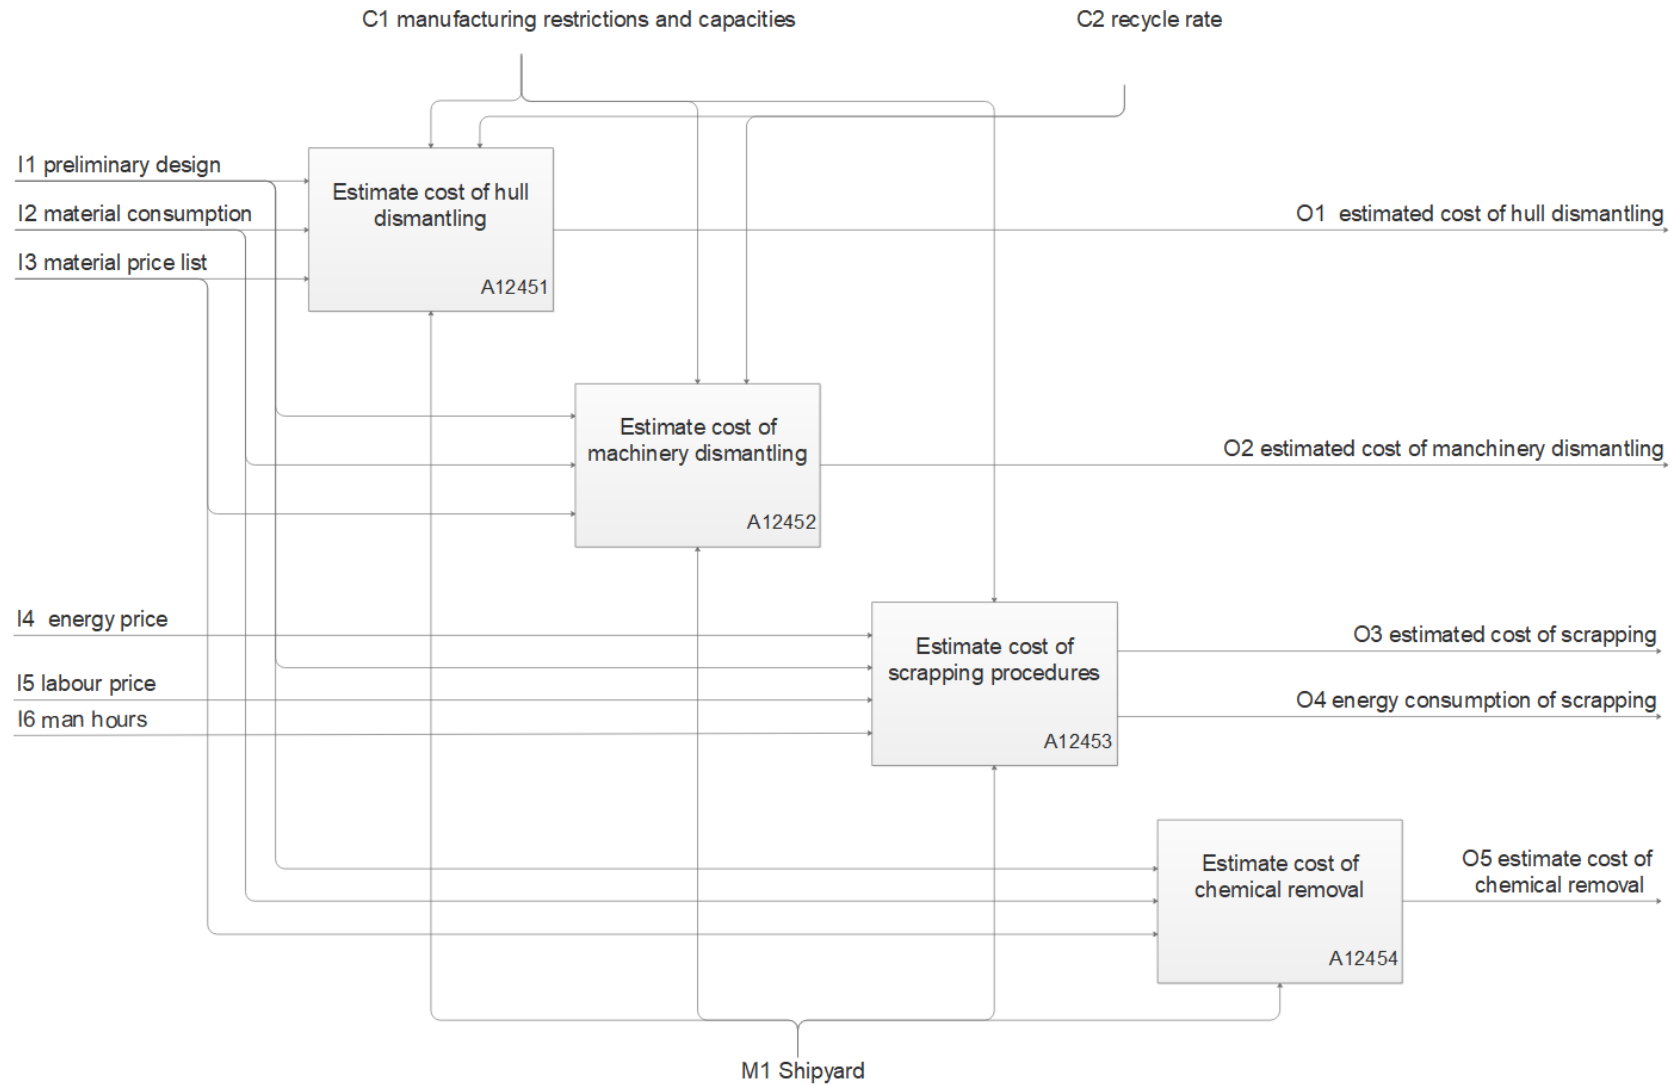 C1 manufacturing restrictions and capacities
C2 recycle rate
I1 preliminary design
I2 material consumption
I3 material price list
Estimate cost of hull
dismantling
A12451
O1 estimated cost of hull dismantling
Estimate cost of
machinery dismantling
A12452
O2 estimated cost of manchinery dismantling
I4 energy price
I5 labour price
I6 man hours
Estimate cost of
scrapping procedures
A12453
O3 estimated cost of scrapping
O4 energy consumption of scrapping
Estimate cost of
chemical removal
A12454
O5 estimate cost of
chemical removal
M1 Shipyard